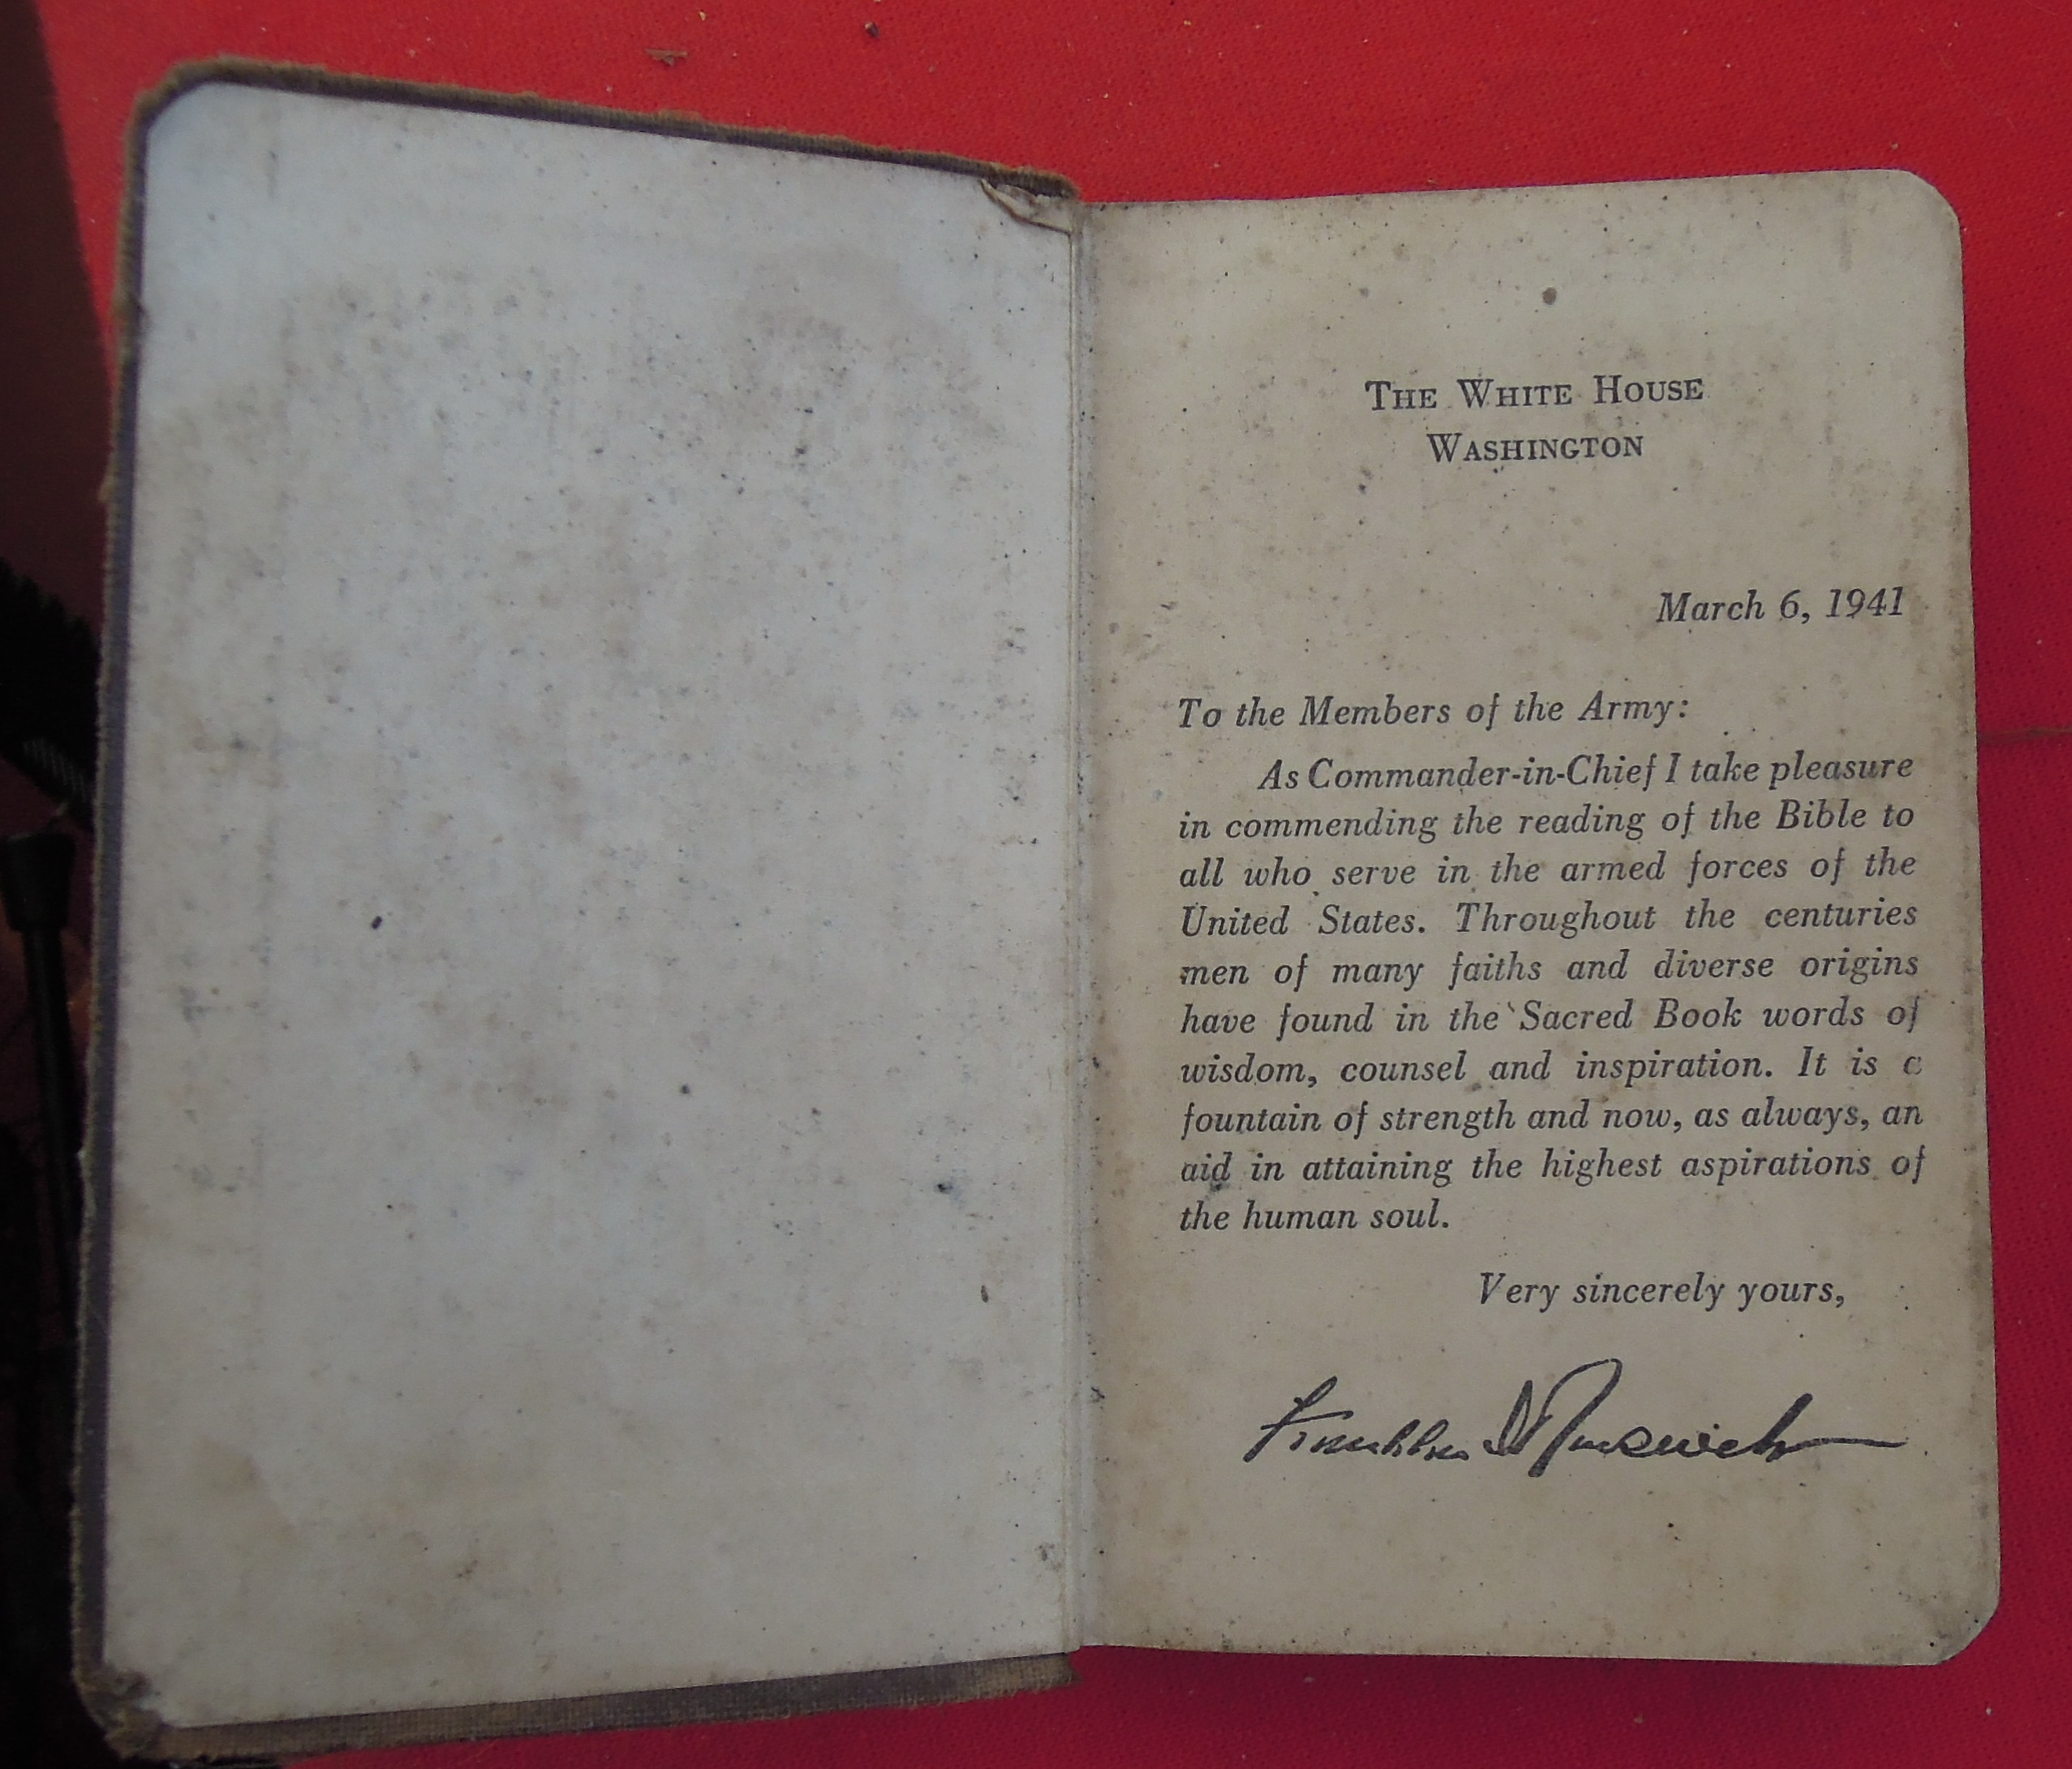 The White House
Washington
March 6, 1941
To the Members of the Army:
As Commander-in-Chief I take pleasure
in commending the reading of the Bible to
all who serve in the armed forces of the
United States. Throughout the centuries
men of many faiths and diverse origins
have found in the Sacred Book words of
wisdom, counsel and inspiration. It is a
fountain of strength and now, as always, an
aid in attaining the highest aspirations of
the human soul.
Very sincerely yours,
Franklin D Roosevelt